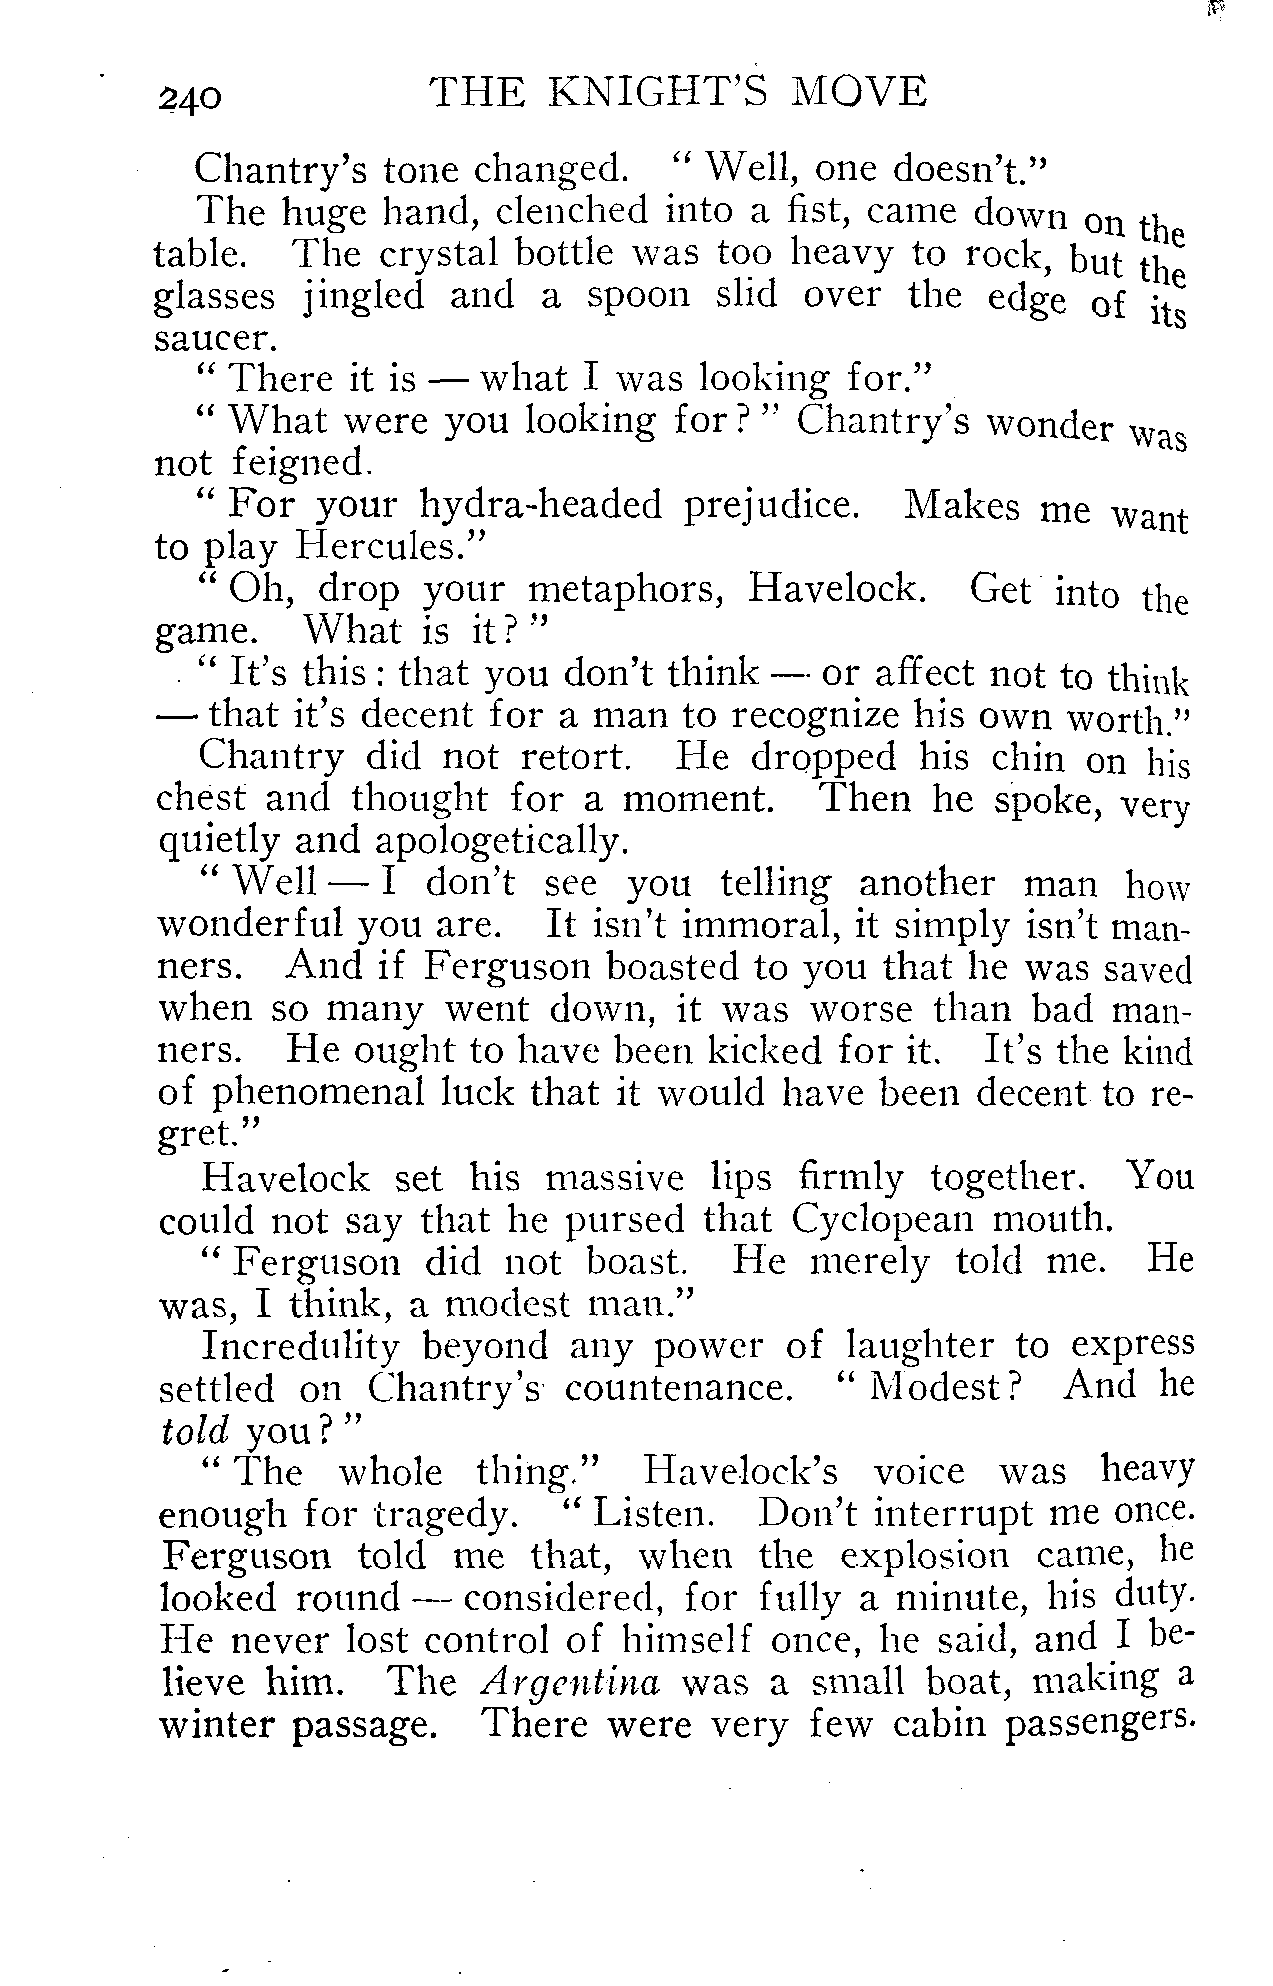 240 THE KNIGHT'S MOVE
Chantry's tone changed. “ Well, one doesn't.”
The huge hand, clenched into a fist, came down on the
table. The crystal bottle was too heavy to rock, but the
glasses jingled and a spoon slid over the edge of its
saucer.
“ There it is — what I was looking for.”
“ What were you looking for? ” Chantry's wonder was
not feigned.
“ For your hydra-headed prejudice. Makes me want
to play Hercules.”
“ Oh, drop your metaphors, Havelock. Get into the
game. What is it? ”
“ It's this : that you don't think — or affect not to think
— that it's decent for a man to recognize his own worth.”
Chantry did not retort. He dropped his chin on his
chest and thought for a moment. Then he spoke, very
quietly and apologetically.
“ Well — I don't see you telling another man how
wonderful you are. It isn't immoral, it simply isn't man-
ners. And if Ferguson boasted to you that he was saved
when so many went down, it was worse than bad man-
ners. He ought to have been kicked for it. It's the kind
of phenomenal luck that it would have been decent to re-
gret.”
Havelock set his massive lips firmly together. You
could not say that he pursed that Cyclopean mouth.
“ Ferguson did not boast. He merely told me. He
was, I think, a modest man.”
Incredulity beyond any power of laughter to express
settled on Chantry's countenance. “ Modest? And he
told you? ”
“ The whole thing.” Havelock's voice was heavy
enough for tragedy. “ Listen. Don't interrupt me once.
Ferguson told me that, when the explosion came, he
looked round — considered, for fully a minute, his duty.
He never lost control of himself once, he said, and I be-
lieve him. The Argentina was a small boat, making a
winter passage. There were very few cabin passengers.